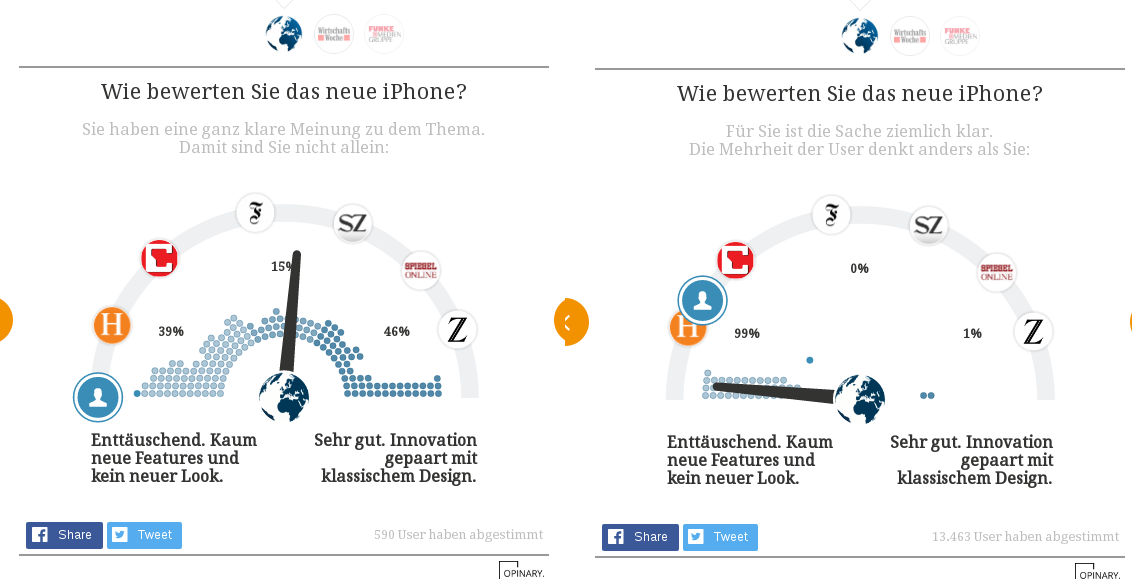 Wirtschafts
Woche
FUNKE
MEDIEN
GRUPPE
Wie bewerten Sie das neue iPhone?
Sie haben eine ganz klare Meinung zu dem Thema.
Damit sind Sie nicht allein:
SZ
SPIEGEL
ONLINE
H
Z
15%
39%
46%
Enttäuschend. Kaum
neue Features und
kein neuer Look.
Sehr gut. Innovation
gepaart mit
klassischem Design.
Share
Tweet
590 User haben abgestimmt
OPINARY.
Wirtschafts
Woche
FUNKE
MEDIEN
GRUPPE
Wie bewerten Sie das neue iPhone?
Für Sie ist die Sache ziemlich klar.
Die Mehrheit der User denkt anders als Sie:
SZ
SPIEGEL
ONLINE
H
Z
0%
99%
1%
Enttäuschend. Kaum
neue Features und
kein neuer Look.
Sehr gut. Innovation
gepaart mit
klassischem Design.
Share
Tweet
13.463 User haben abgestimmt
OPINARY.